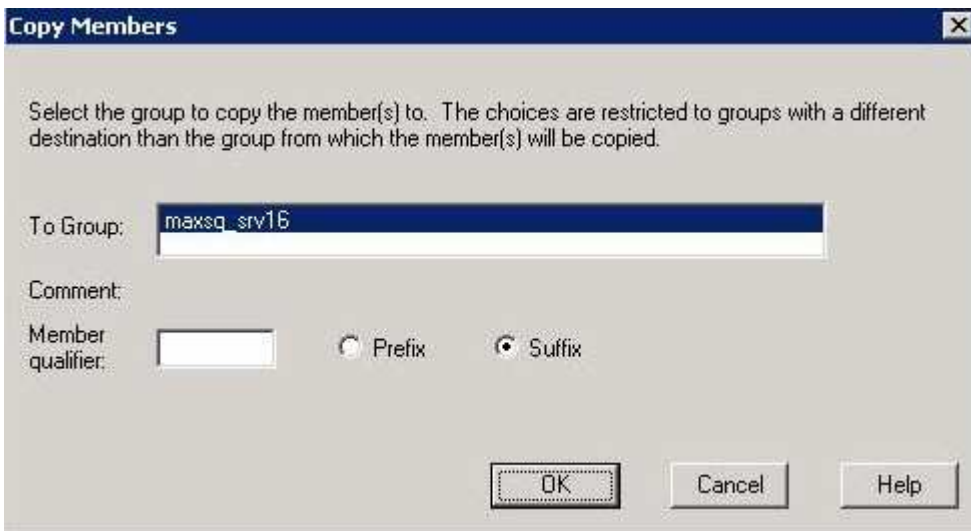 Copy Members
Select the group to copy the member(s) to. The choices are restricted to groups with a different
destination than the group from which the member(s) will be copied.
To Group:
maxsq_srv16
Comment:
Member
qualifier:
Prefix
Suffix
OK
Cancel
Help